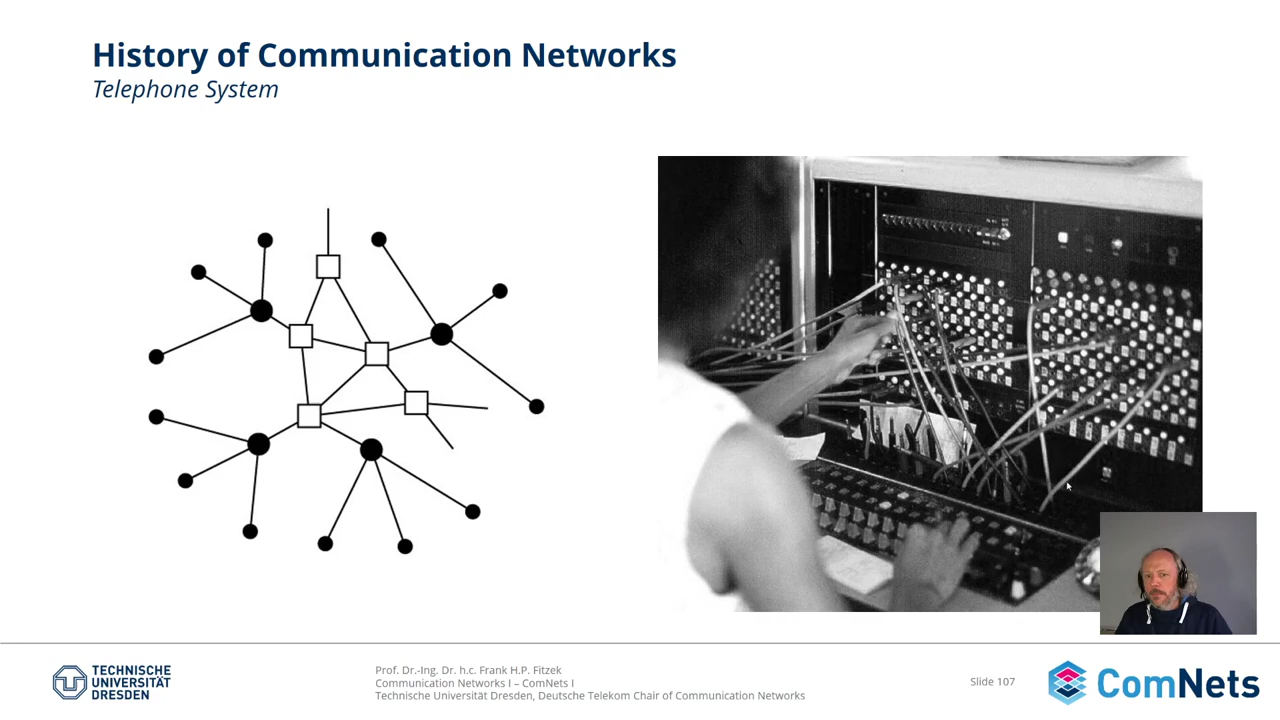 History of Communication Networks
Telephone System
TECHNISCHE
UNIVERSITÄT
DRESDEN
Prof. Dr.-Ing. Dr. h.c. Frank H.P. Fitzek
Communication Networks I – ComNets I
Technische Universität Dresden, Deutsche Telekom Chair of Communication Networks
Slide 107
ComNets